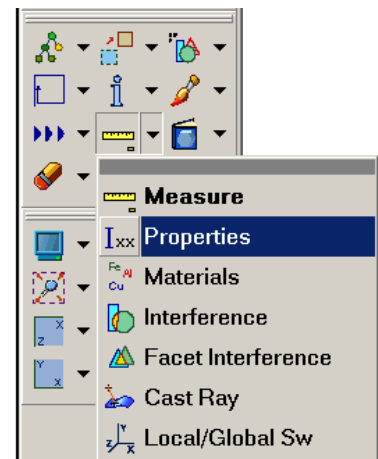 Measure
Ixx Properties
Fe Al Cu Materials
Interference
Facet Interference
Cast Ray
z Y x Local/Global Sw
X
z
Y
x